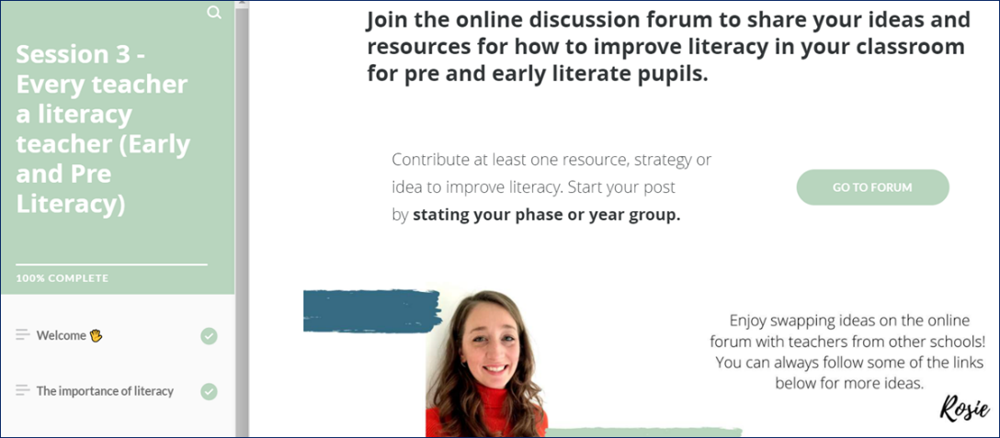 Session 3 -
Every teacher
a literacy
teacher (Early
and Pre
Literacy)
100% COMPLETE
Welcome 🖐
The importance of literacy
Join the online discussion forum to share your ideas and
resources for how to improve literacy in your classroom
for pre and early literate pupils.
Contribute at least one resource, strategy or
idea to improve literacy. Start your post
by stating your phase or year group.
GO TO FORUM
Enjoy swapping ideas on the online
forum with teachers from other schools!
You can always follow some of the links
below for more ideas.
Rosie